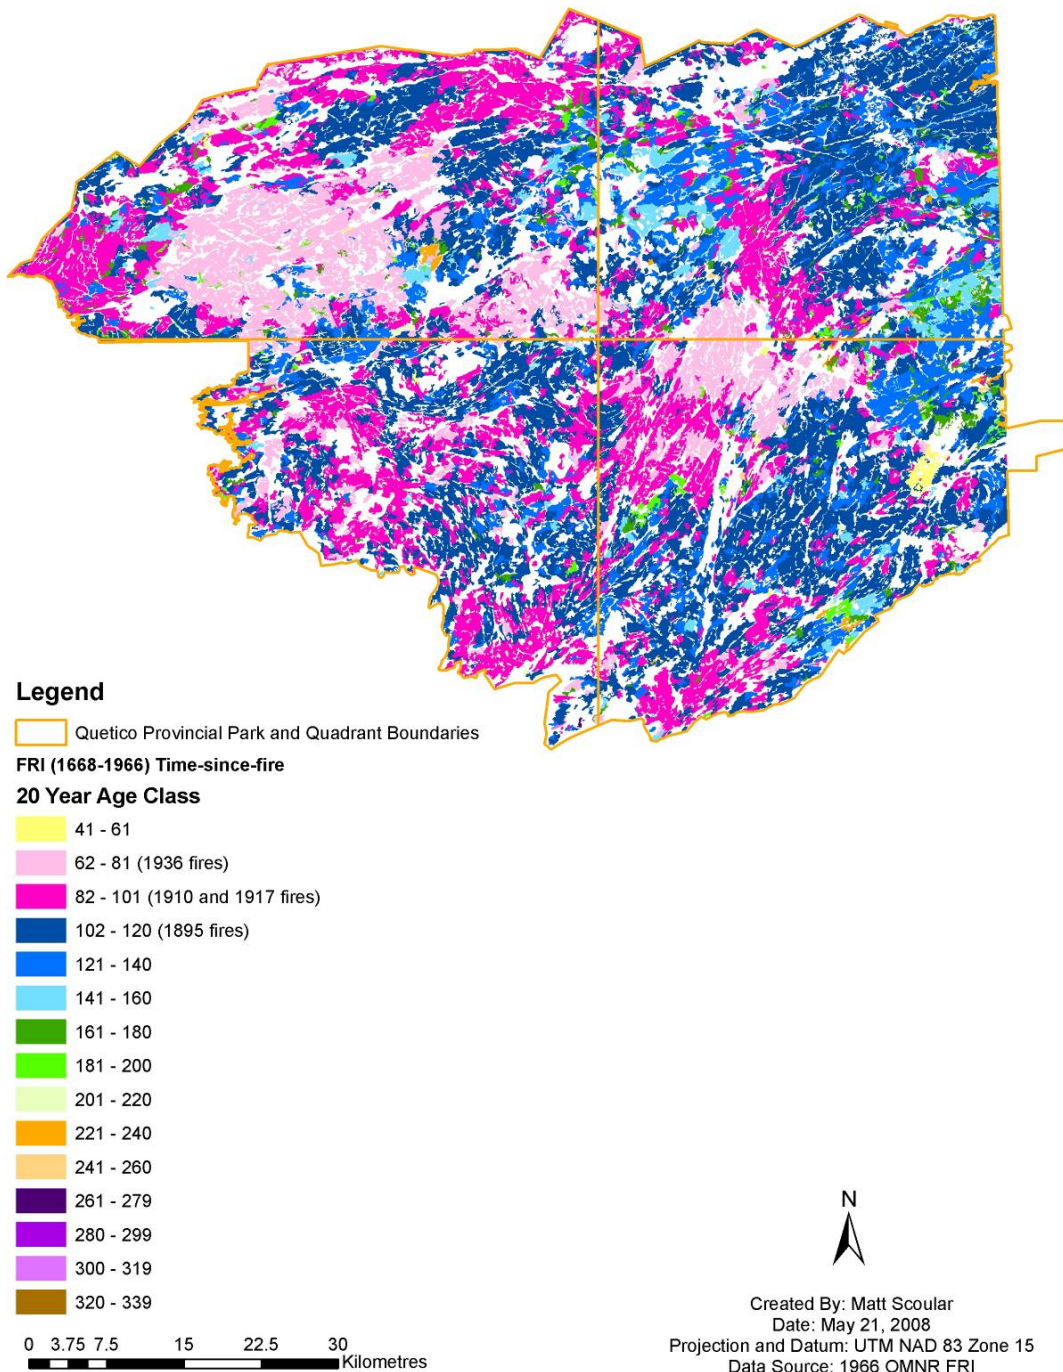 Legend
Quetico Provincial Park and Quadrant Boundaries
FRI (1668-1966) Time-since-fire
20 Year Age Class
41 - 61
62 - 81 (1936 fires)
82 - 101 (1910 and 1917 fires)
102 - 120 (1895 fires)
121 - 140
141 - 160
161 - 180
181 - 200
201 - 220
221 - 240
241 - 260
261 - 279
280 - 299
300 - 319
320 - 339
0 3.75 7.5 15 22.5 30
Kilometres
N
Created By: Matt Scoular
Date: May 21, 2008
Projection and Datum: UTM NAD 83 Zone 15
Data Source: 1966 OMNR FRI